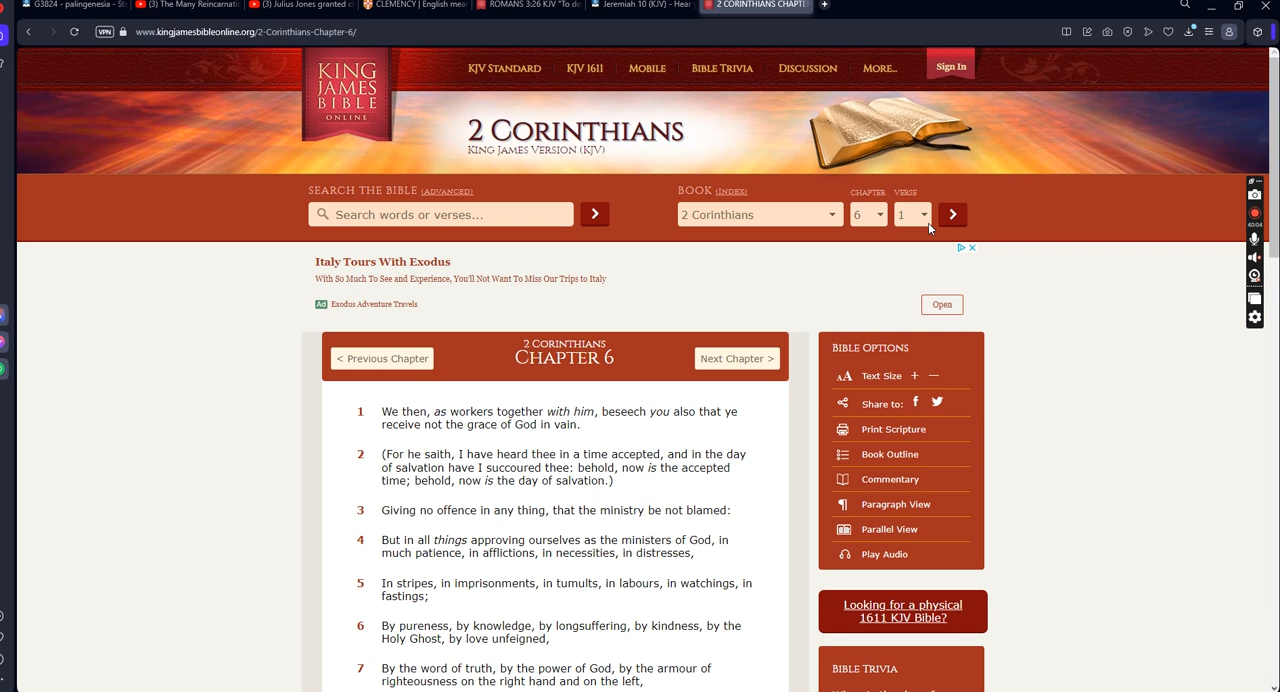 G3824 - palingenesia - St
(3) The Many Reincarnati
(3) Julius Jones granted cl
CLEMENCY | English mea
ROMANS 3:26 KJV "To de
Jeremiah 10 (KJV) - Hear
2 CORINTHIANS CHAPTE
VPN www.kingjamesbibleonline.org/2-Corinthians-Chapter-6/
KING JAMES BIBLE ONLINE
KJV STANDARD KJV 1611 MOBILE BIBLE TRIVIA DISCUSSION MORE... Sign In
2 CORINTHIANS
KING JAMES VERSION (KJV)
SEARCH THE BIBLE (ADVANCED) BOOK (INDEX) CHAPTER VERSE
Search words or verses... 2 Corinthians 6 1
40:04
Italy Tours With Exodus
With So Much To See and Experience, You'll Not Want To Miss Our Trips to Italy
Ad Exodus Adventure Travels Open
2 CORINTHIANS
< Previous Chapter CHAPTER 6 Next Chapter >
1 We then, as workers together with him, beseech you also that ye
receive not the grace of God in vain.
2 (For he saith, I have heard thee in a time accepted, and in the day
of salvation have I succoured thee: behold, now is the accepted
time; behold, now is the day of salvation.)
3 Giving no offence in any thing, that the ministry be not blamed:
4 But in all things approving ourselves as the ministers of God, in
much patience, in afflictions, in necessities, in distresses,
5 In stripes, in imprisonments, in tumults, in labours, in watchings, in
fastings;
6 By pureness, by knowledge, by longsuffering, by kindness, by the
Holy Ghost, by love unfeigned,
7 By the word of truth, by the power of God, by the armour of
righteousness on the right hand and on the left,
BIBLE OPTIONS
AA Text Size + —
Share to:
Print Scripture
Book Outline
Commentary
Paragraph View
Parallel View
Play Audio
Looking for a physical
1611 KJV Bible?
BIBLE TRIVIA